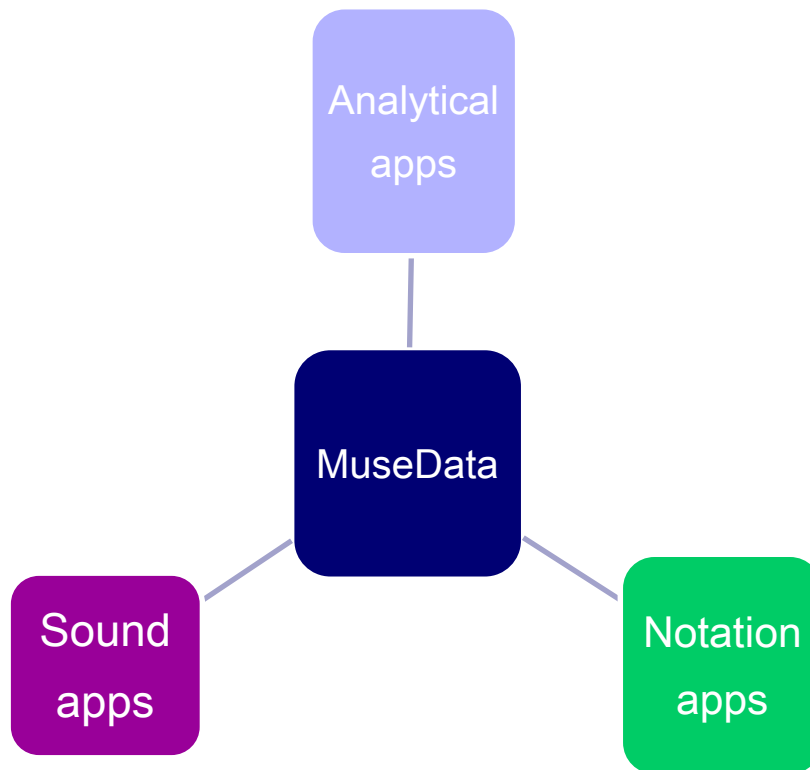 Analytical
apps
MuseData
Sound
apps
Notation
apps